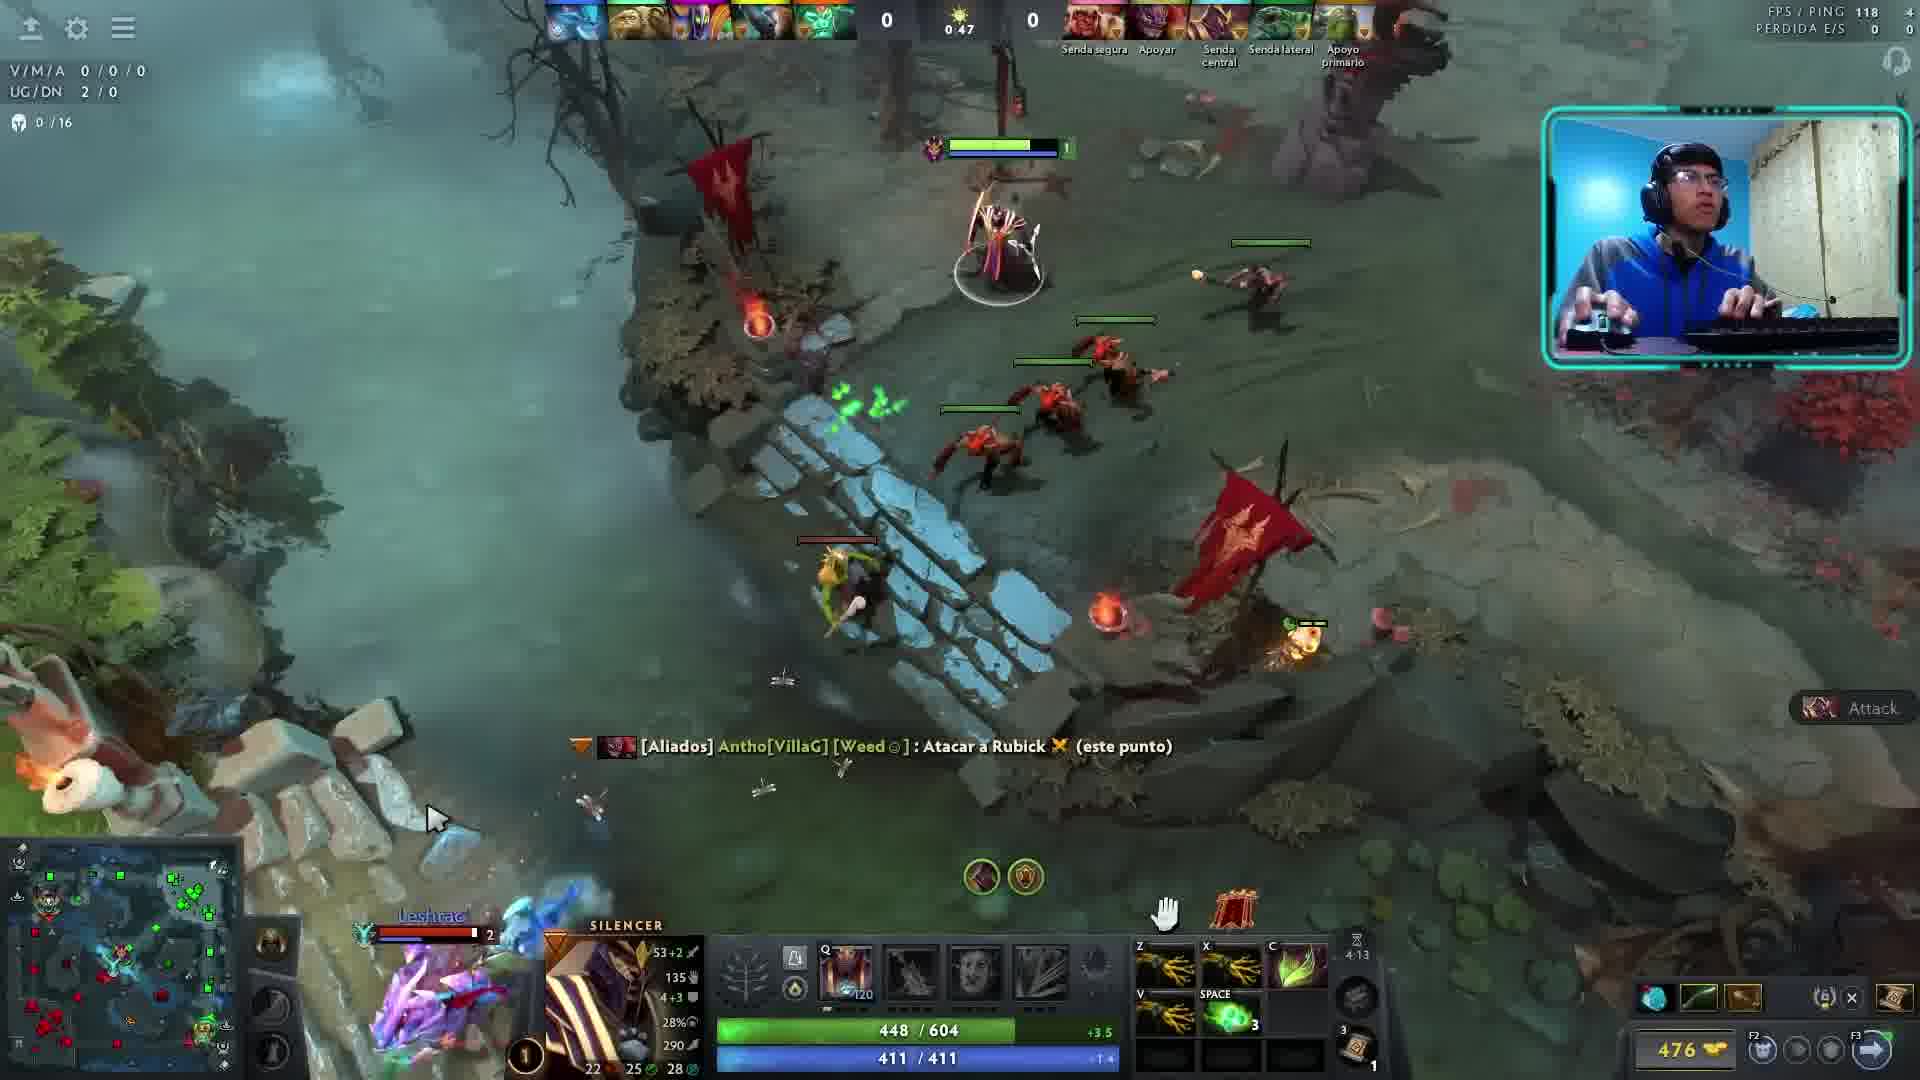 0 0:47 0
FPS / PING 118 4
PERDIDA E/S 0 0
V/M/A 0 / 0 / 0
UG/DN 2 / 0
0 / 16
Senda segura Apoyar Senda central Senda lateral Apoyo primario
1
Attack.
[Aliados] Antho[VillaG] [Weed☺] : Atacar a Rubick (este punto)
Leshrac
2
SILENCER
53+2
135
4+3
28%
290
22 25 28
1
Q
120
448 / 604
+3.5
411 / 411
Z X C
V SPACE
3
4:13
3
1
476
F2 F3